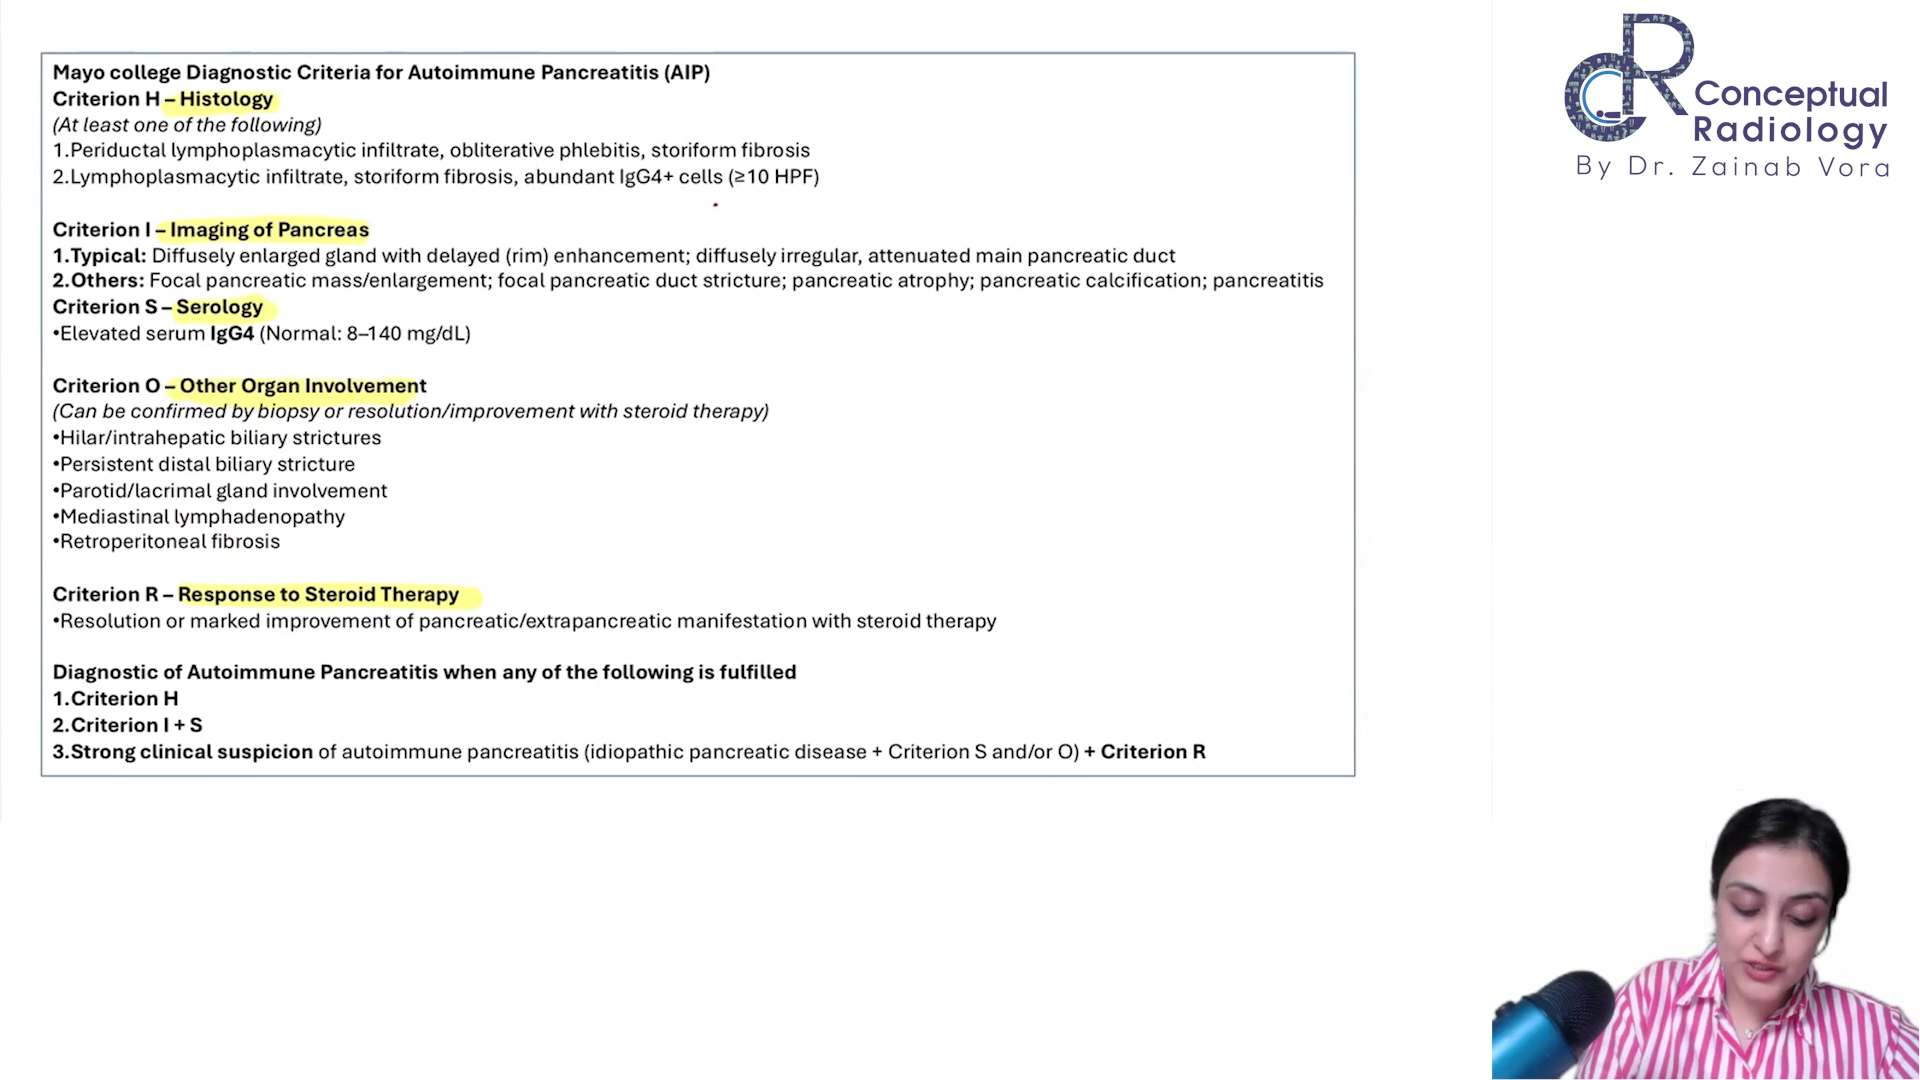 Mayo college Diagnostic Criteria for Autoimmune Pancreatitis (AIP)
Criterion H – Histology
(At least one of the following)
1.Periductal lymphoplasmacytic infiltrate, obliterative phlebitis, storiform fibrosis
2.Lymphoplasmacytic infiltrate, storiform fibrosis, abundant IgG4+ cells (≥10 HPF)
Criterion I – Imaging of Pancreas
1.Typical: Diffusely enlarged gland with delayed (rim) enhancement; diffusely irregular, attenuated main pancreatic duct
2.Others: Focal pancreatic mass/enlargement; focal pancreatic duct stricture; pancreatic atrophy; pancreatic calcification; pancreatitis
Criterion S – Serology
•Elevated serum IgG4 (Normal: 8–140 mg/dL)
Criterion O – Other Organ Involvement
(Can be confirmed by biopsy or resolution/improvement with steroid therapy)
•Hilar/intrahepatic biliary strictures
•Persistent distal biliary stricture
•Parotid/lacrimal gland involvement
•Mediastinal lymphadenopathy
•Retroperitoneal fibrosis
Criterion R – Response to Steroid Therapy
•Resolution or marked improvement of pancreatic/extrapancreatic manifestation with steroid therapy
Diagnostic of Autoimmune Pancreatitis when any of the following is fulfilled
1.Criterion H
2.Criterion I + S
3.Strong clinical suspicion of autoimmune pancreatitis (idiopathic pancreatic disease + Criterion S and/or O) + Criterion R
CR
Conceptual
Radiology
By Dr. Zainab Vora